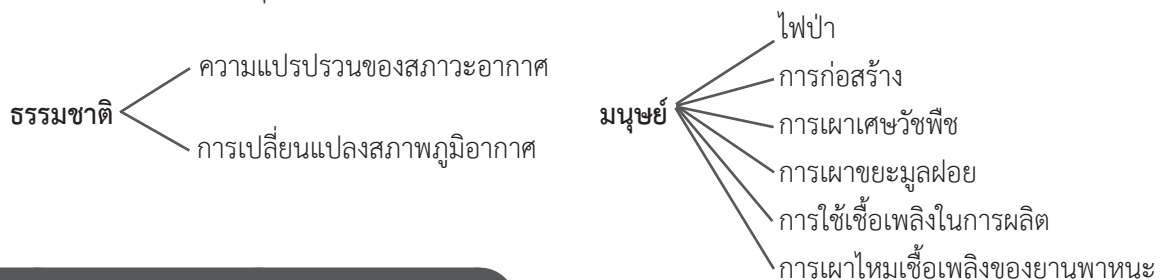 ธรรมชาติ
ความแปรปรวนของสภาวะอากาศ
การเปลี่ยนแปลงสภาพภูมิอากาศ
มนุษย์
ไฟป่า
การก่อสร้าง
การเผาเศษวัชพืช
การเผาขยะมูลฝอย
การใช้เชื้อเพลิงในการผลิต
การเผาไหมเชื้อเพลิงของยานพาหนะ